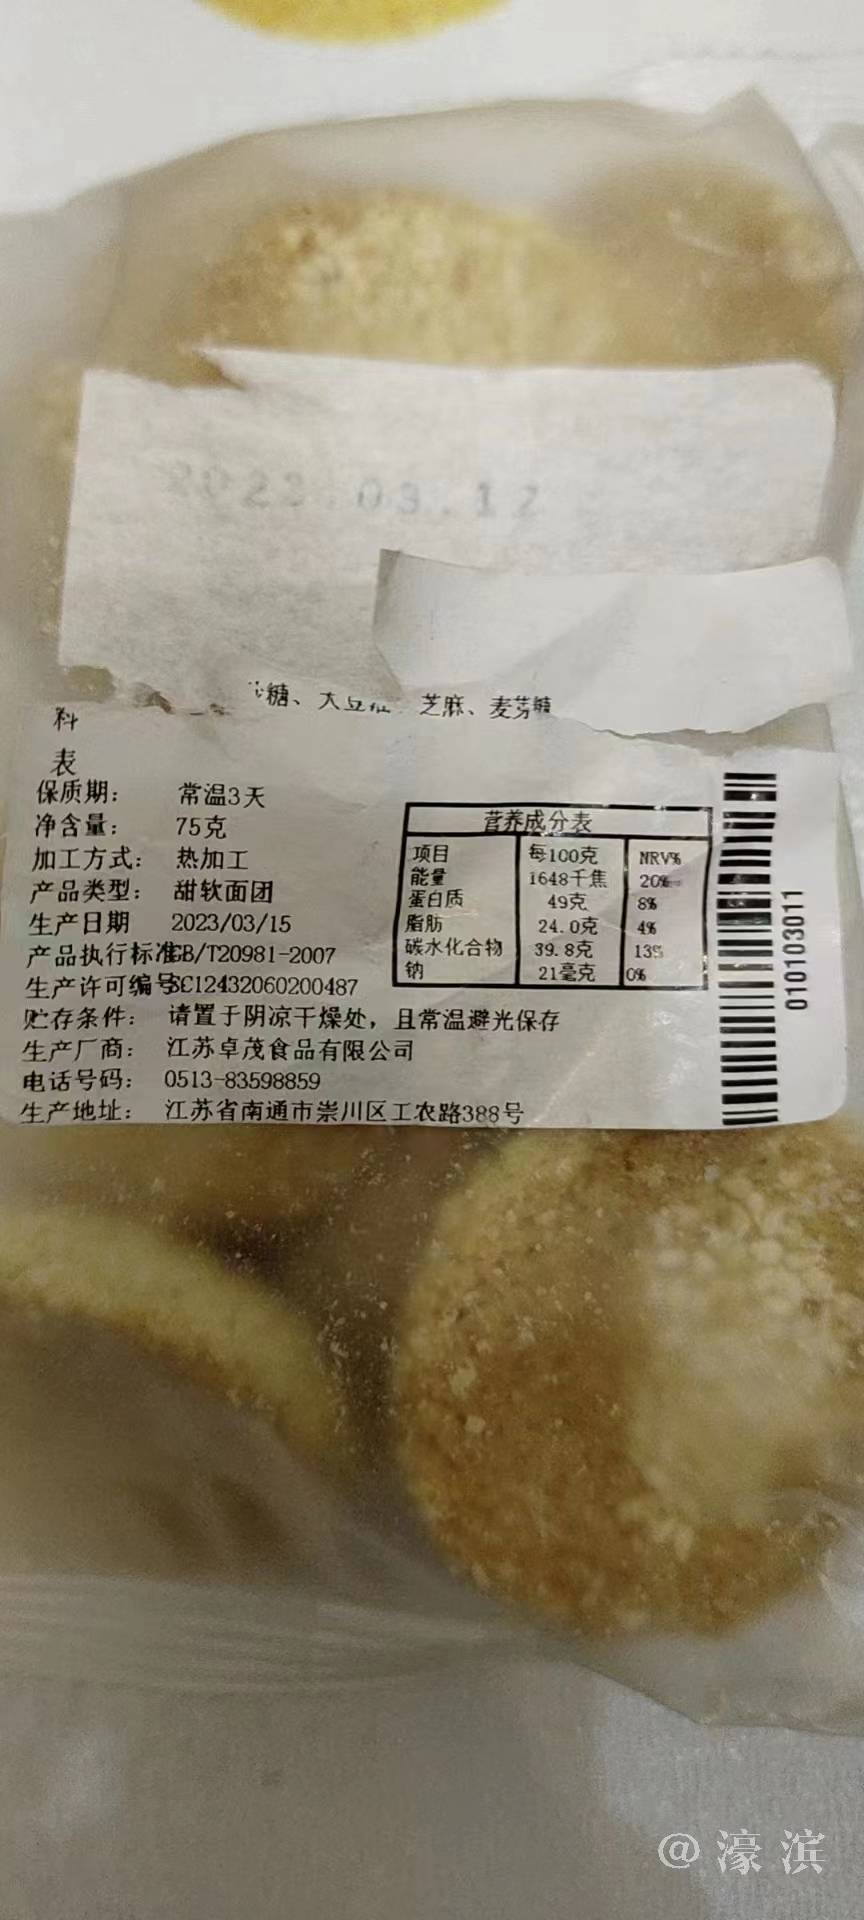 2023.03.12
糖、大豆油、芝麻、麦芽糖
料
表
保质期： 常温3天
净含量： 75克
加工方式： 热加工
产品类型： 甜软面团
生产日期 2023/03/15
产品执行标准GB/T20981-2007
生产许可编号SC12432060200487
贮存条件： 请置于阴凉干燥处，且常温避光保存
生产厂商： 江苏卓茂食品有限公司
电话号码： 0513-83598859
生产地址： 江苏省南通市崇川区工农路388号
营养成分表
项目 每100克 NRV%
能量 1648千焦 20%
蛋白质 49克 8%
脂肪 24.0克 4%
碳水化合物 39.8克 13%
钠 21毫克 0%
010103011
@濠滨